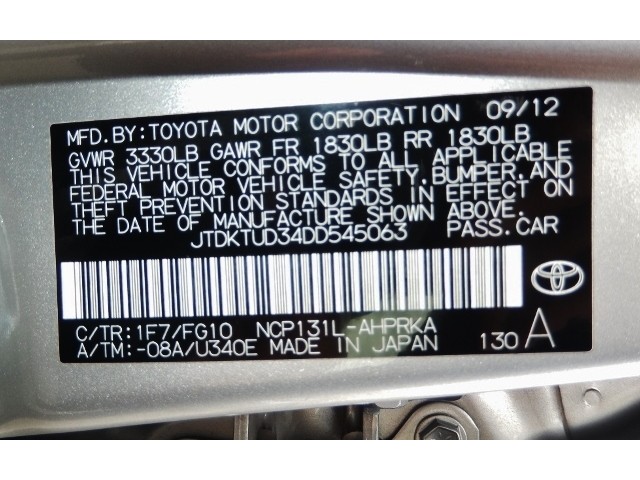 MFD.BY:TOYOTA MOTOR CORPORATION 09/12
GVWR 3330LB GAWR FR 1830LB RR 1830LB
THIS VEHICLE CONFORMS TO ALL APPLICABLE
FEDERAL MOTOR VEHICLE SAFETY,BUMPER,AND
THEFT PREVENTION STANDARDS IN EFFECT ON
THE DATE OF MANUFACTURE SHOWN ABOVE.
JTDKTUD34DD545063 PASS.CAR
C/TR:1F7/FG10 NCP131L-AHPRKA
A/TM:-08A/U340E MADE IN JAPAN 130 A